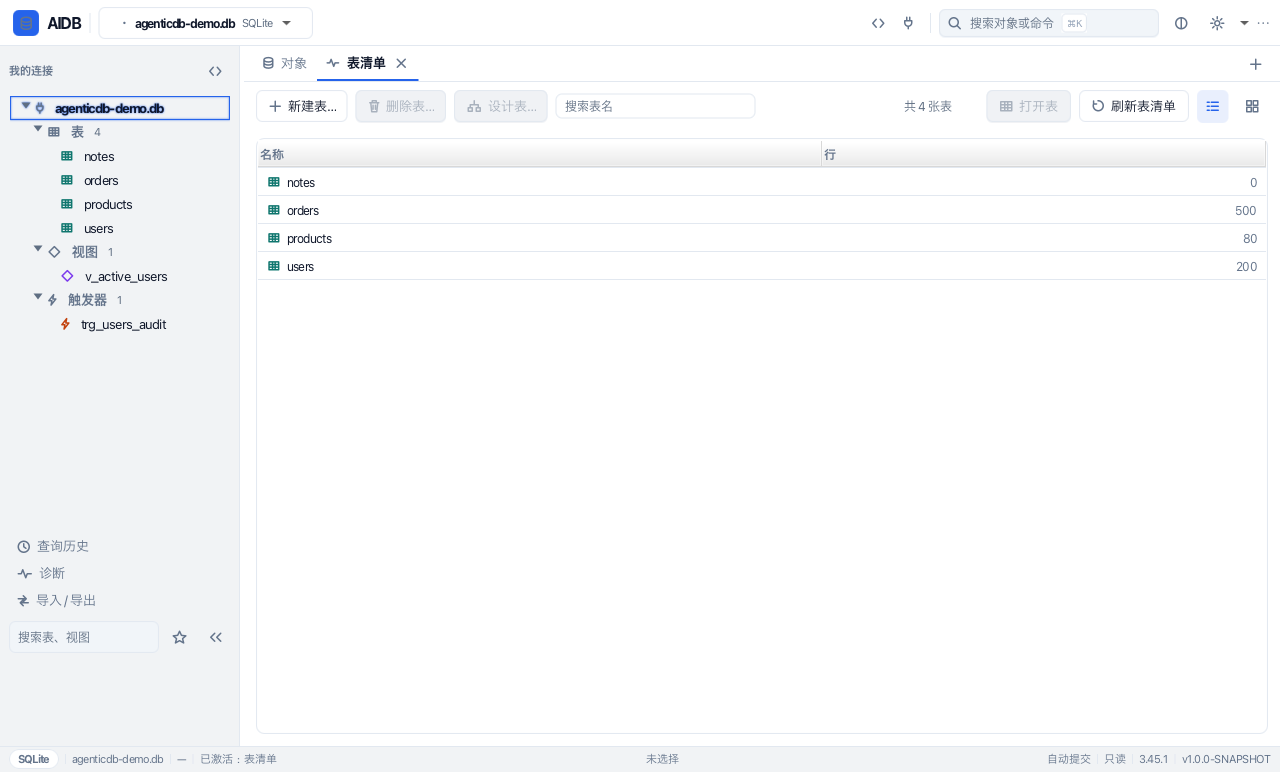 AIDB agenticdb-demo.db SQLite 搜索对象或命令 ⌘K
我的连接
agenticdb-demo.db
表 4
notes
orders
products
users
视图 1
v_active_users
触发器 1
trg_users_audit
查询历史
诊断
导入/导出
搜索表、视图
对象 表清单
新建表... 删除表... 设计表... 搜索表名 共 4 张表 打开表 刷新表清单
名称 行
notes 0
orders 500
products 80
users 200
SQLite agenticdb-demo.db — 已激活：表清单 未选择 自动提交 只读 3.45.1 v1.0.0-SNAPSHOT